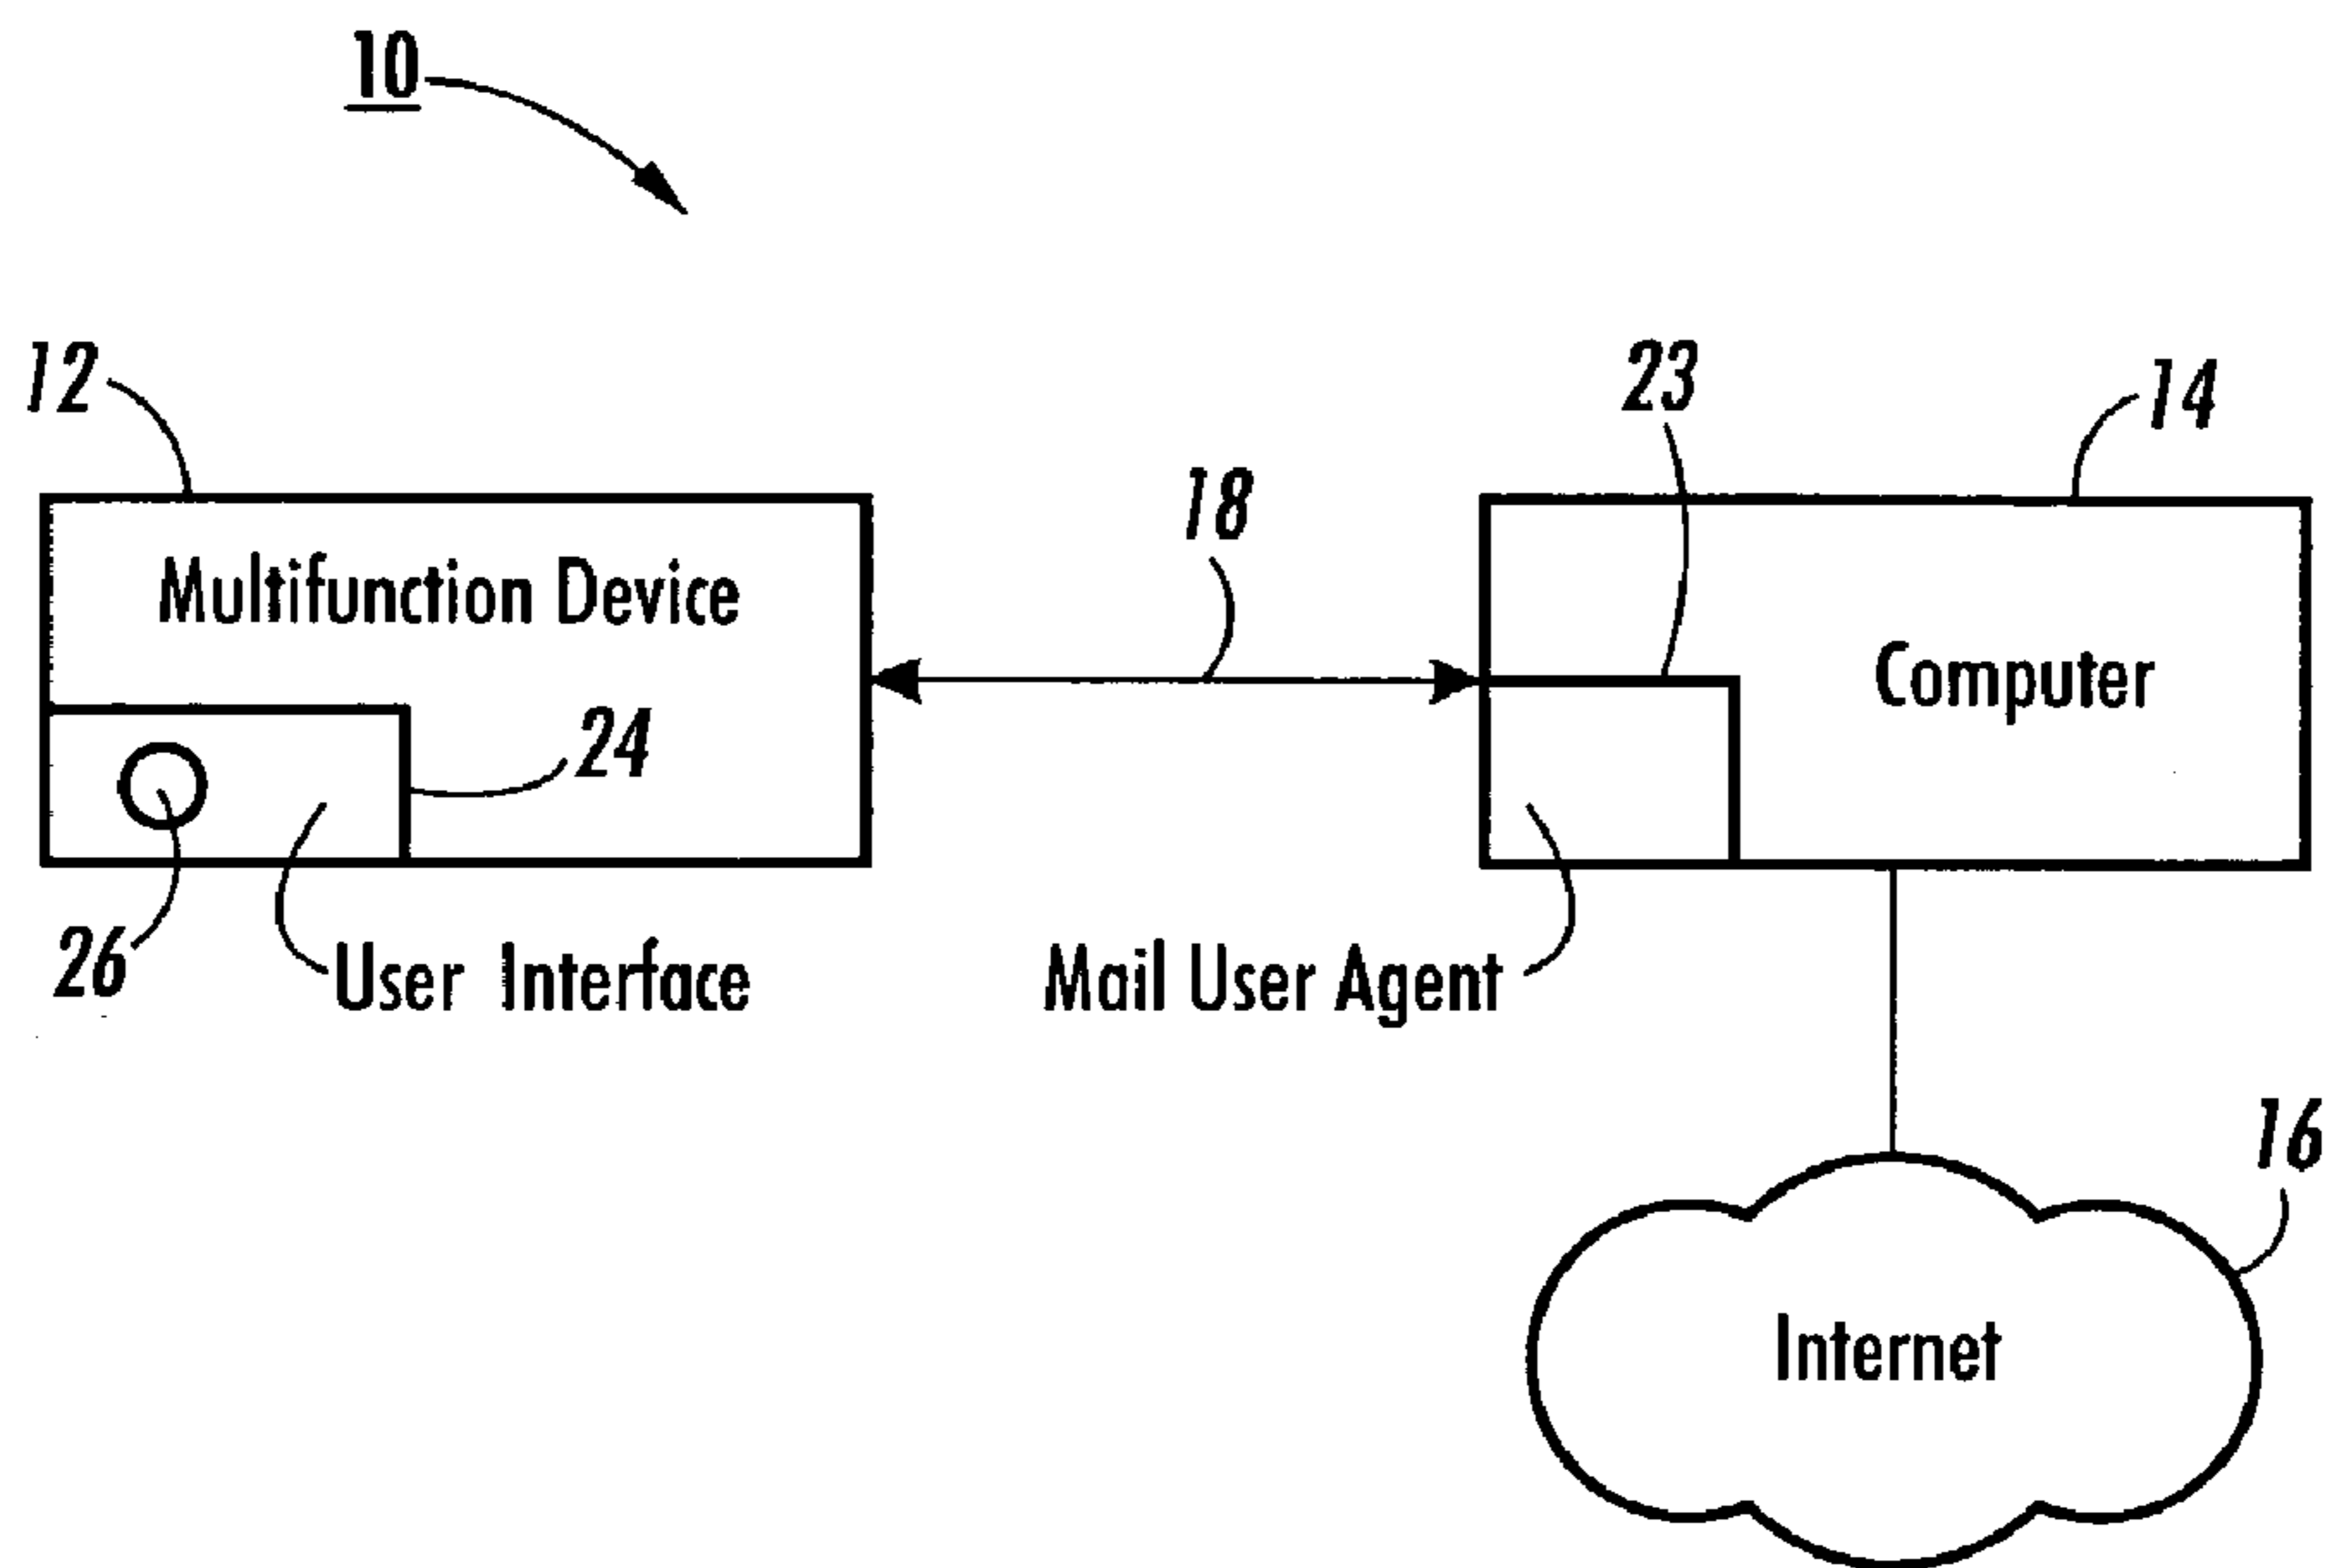 10
12
23
14
18
Multifunction Device
Computer
24
26
User Interface
Mail User Agent
16
Internet